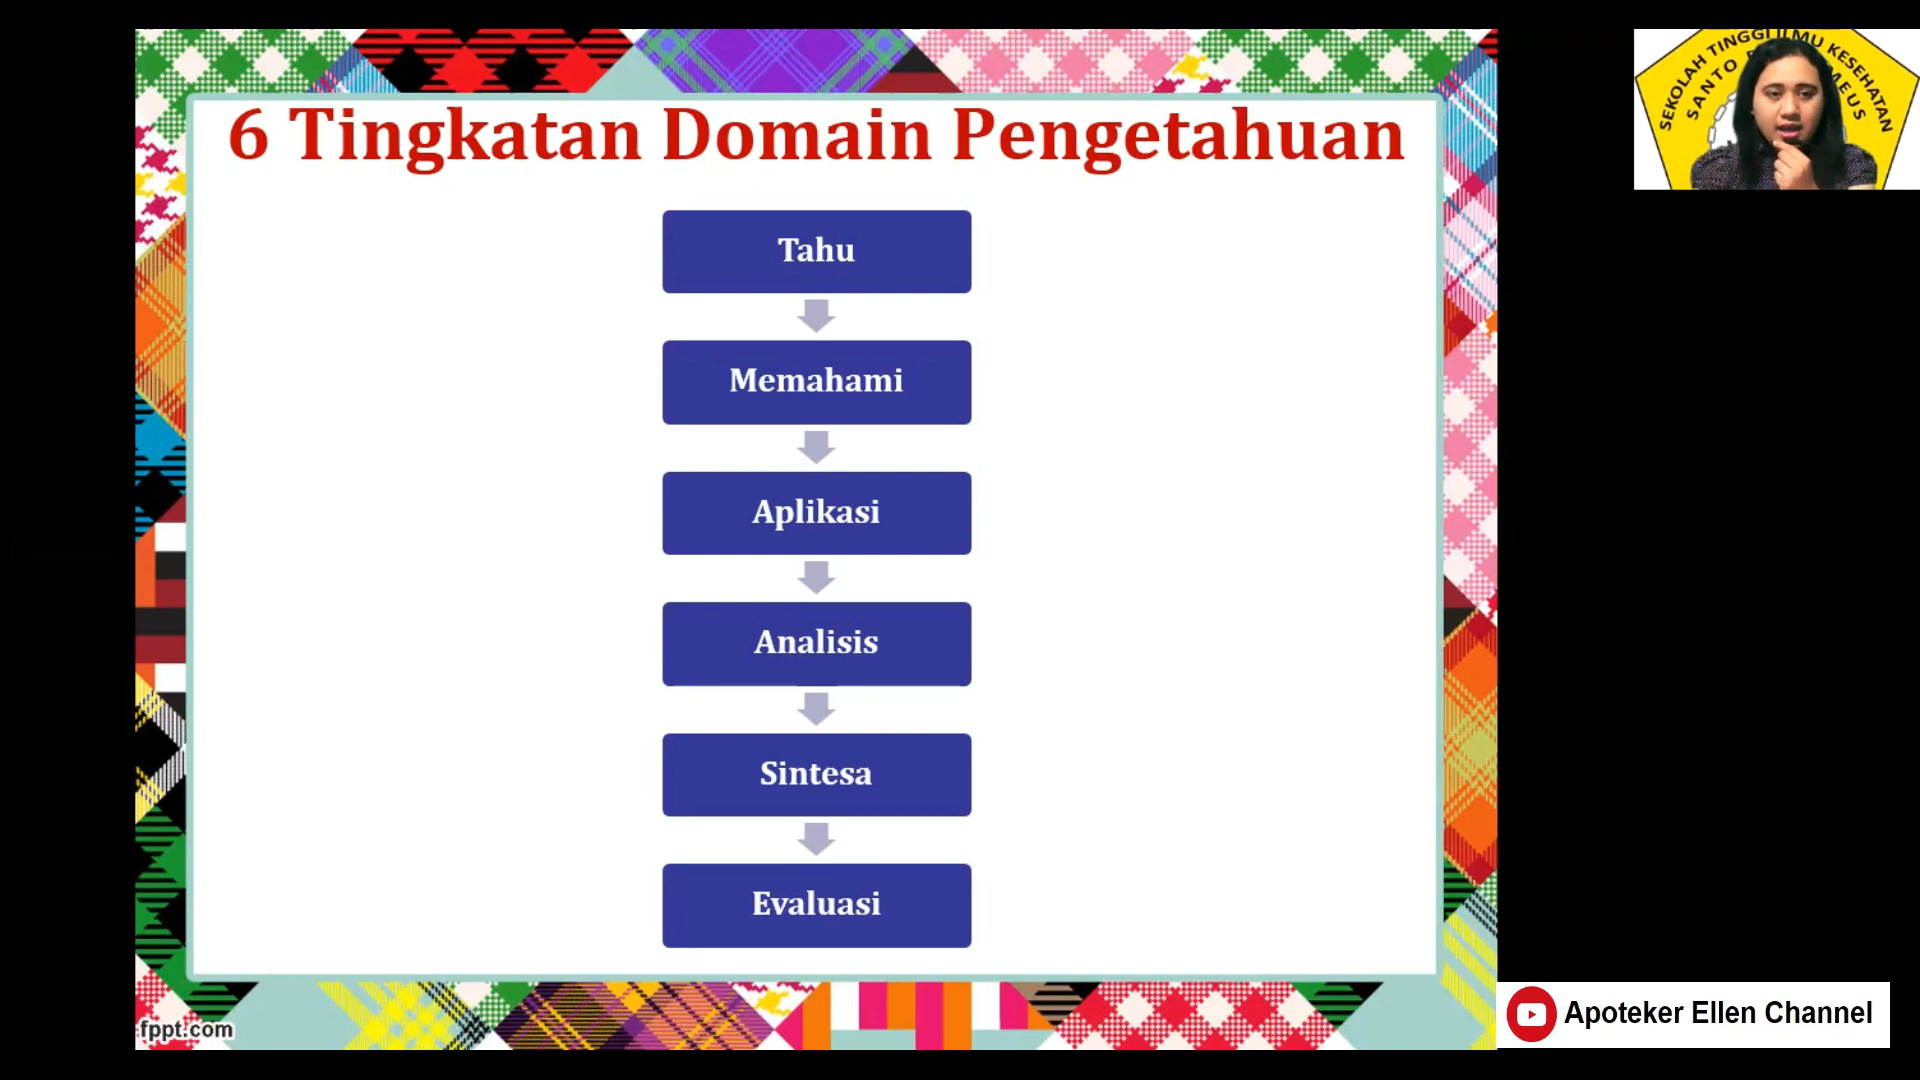 6 Tingkatan Domain Pengetahuan
SEKOLAH TINGGI ILMU KESEHATAN
SANTO
Tahu
Memahami
Aplikasi
Analisis
Sintesa
Evaluasi
fppt.com
Apoteker Ellen Channel